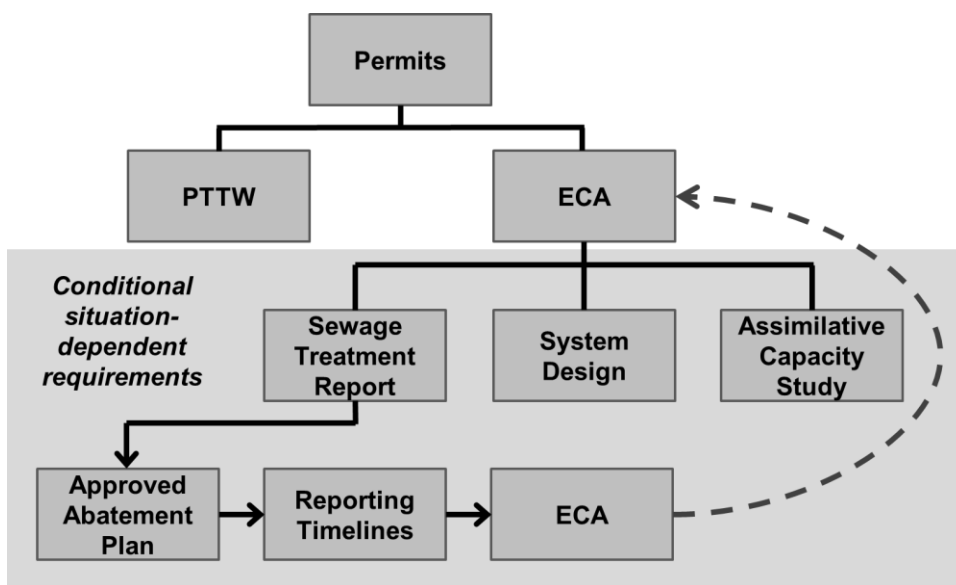 Permits
PTTW
ECA
Conditional
situation-
dependent
requirements
Sewage
Treatment
Report
System
Design
Assimilative
Capacity
Study
Approved
Abatement
Plan
Reporting
Timelines
ECA